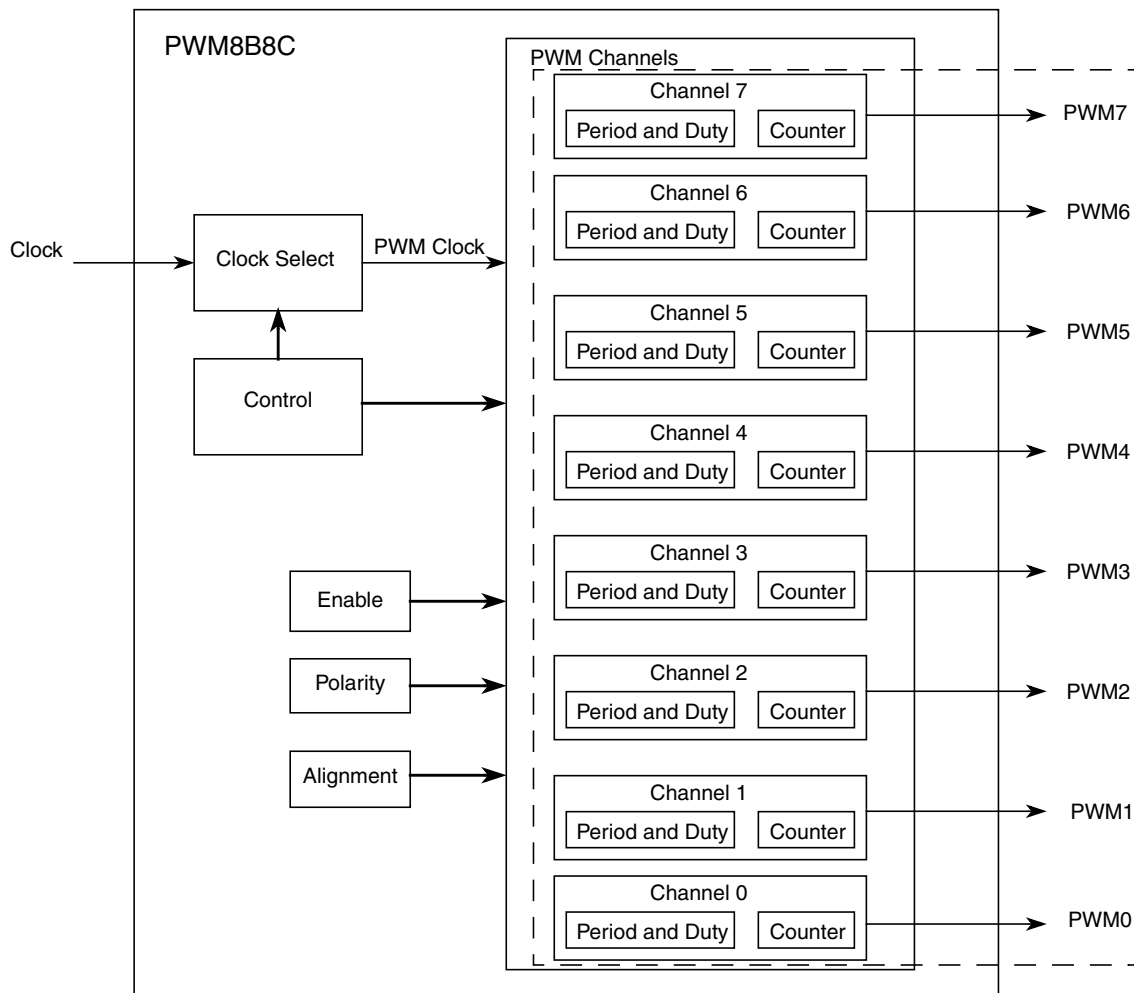 PWM8B8C
PWM Channels
Channel 7
Period and Duty Counter
PWM7
Channel 6
Period and Duty Counter
PWM6
Clock
Clock Select
PWM Clock
Channel 5
Period and Duty Counter
PWM5
Control
Channel 4
Period and Duty Counter
PWM4
Channel 3
Period and Duty Counter
PWM3
Enable
Polarity
Channel 2
Period and Duty Counter
PWM2
Alignment
Channel 1
Period and Duty Counter
PWM1
Channel 0
Period and Duty Counter
PWM0